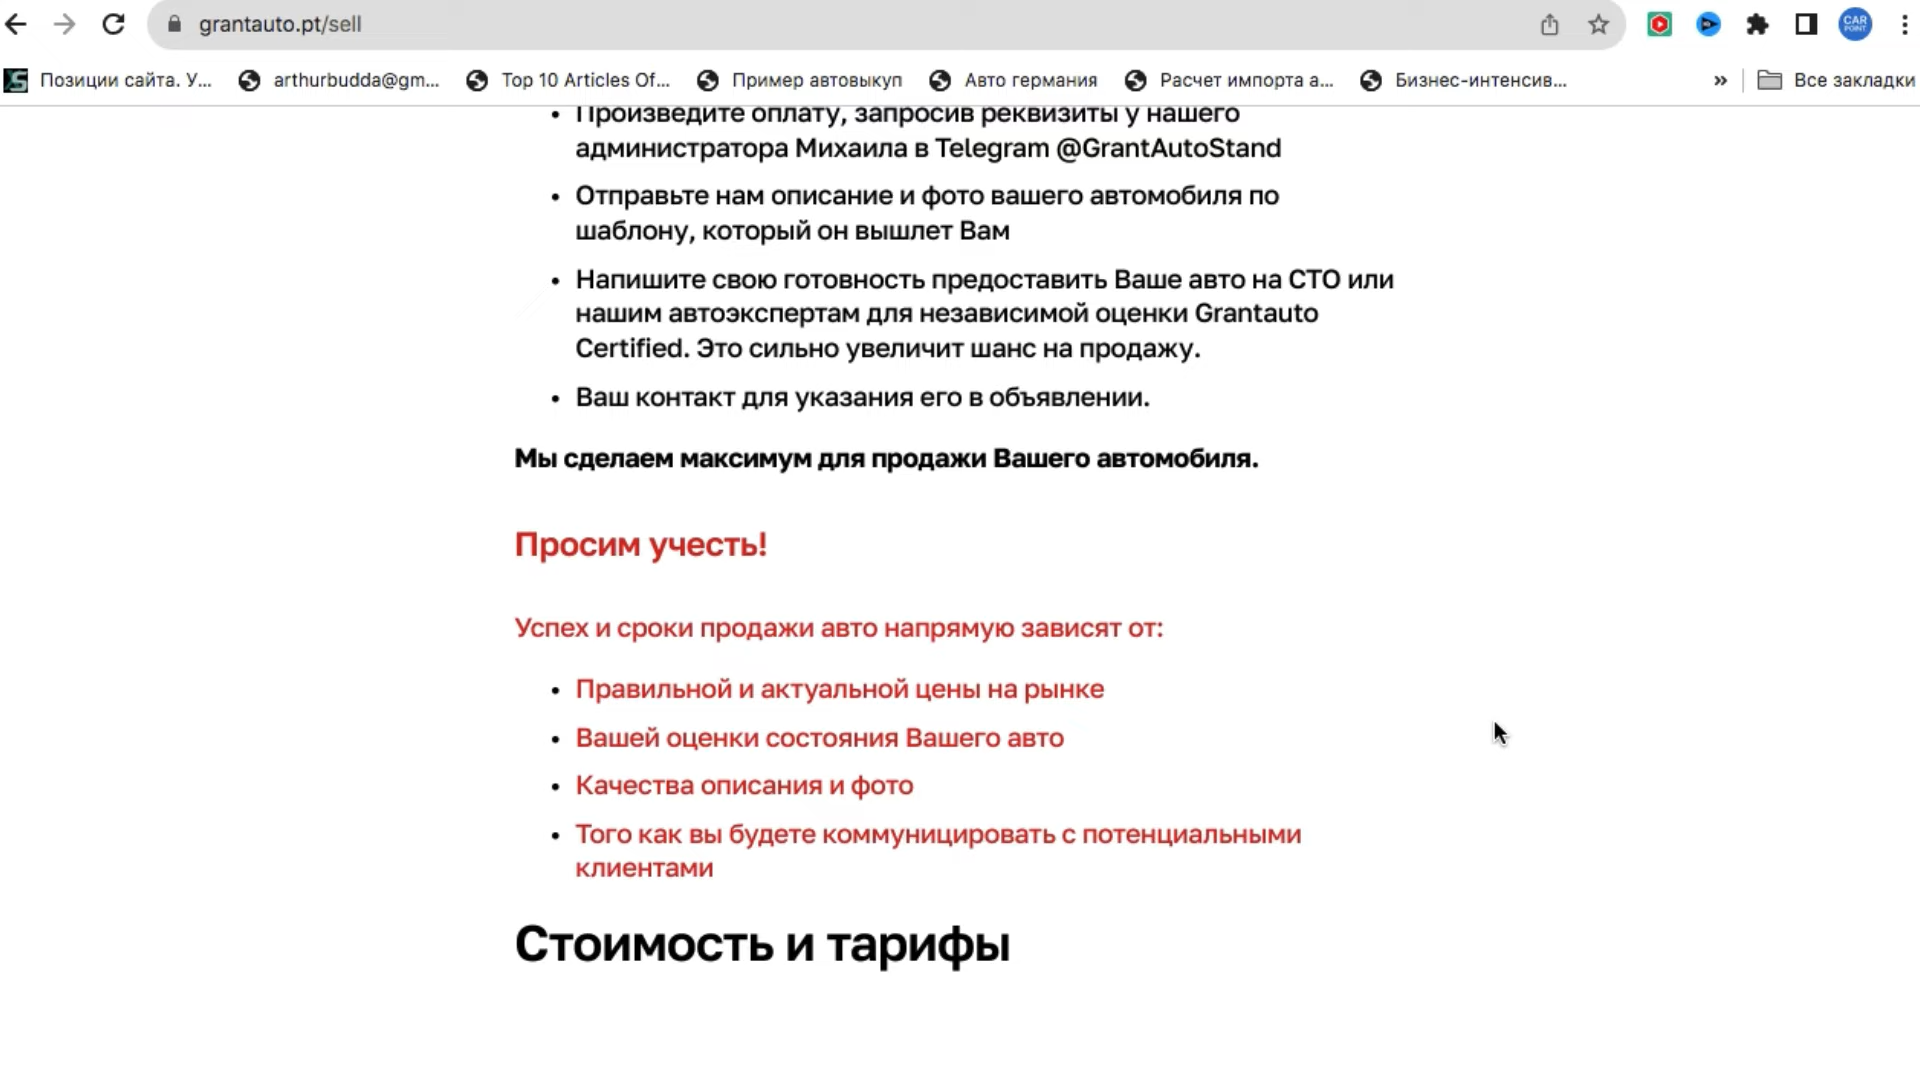 grantauto.pt/sell
CAR POINT
Позиции сайта. У...
arthurbudda@gm...
Top 10 Articles Of...
Пример автовыкуп
Авто германия
Расчет импорта а...
Бизнес-интенсив...
»
Все закладки
• Произведите оплату, запросив реквизиты у нашего
администратора Михаила в Telegram @GrantAutoStand
• Отправьте нам описание и фото вашего автомобиля по
шаблону, который он вышлет Вам
• Напишите свою готовность предоставить Ваше авто на СТО или
нашим автоэкспертам для независимой оценки Grantauto
Certified. Это сильно увеличит шанс на продажу.
• Ваш контакт для указания его в объявлении.
Мы сделаем максимум для продажи Вашего автомобиля.
Просим учесть!
Успех и сроки продажи авто напрямую зависят от:
• Правильной и актуальной цены на рынке
• Вашей оценки состояния Вашего авто
• Качества описания и фото
• Того как вы будете коммуницировать с потенциальными
клиентами
Стоимость и тарифы